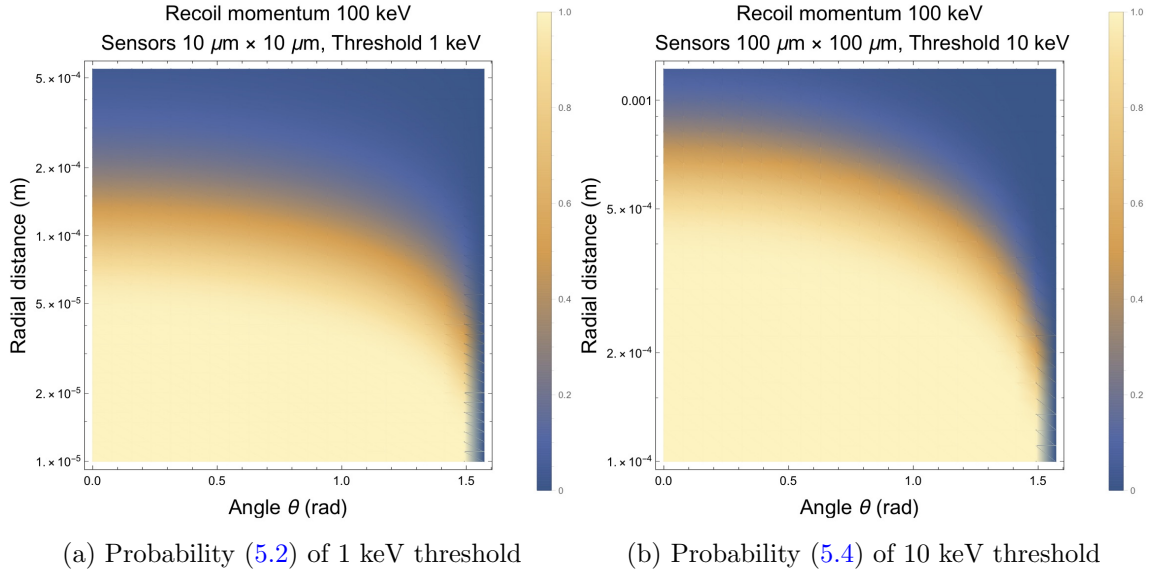 Recoil momentum 100 keV
Sensors 10 μm × 10 μm, Threshold 1 keV
5. × 10⁻⁴
2. × 10⁻⁴
1. × 10⁻⁴
5. × 10⁻⁵
2. × 10⁻⁵
1. × 10⁻⁵
Radial distance (m)
0.0 0.5 1.0 1.5
Angle θ (rad)
1.0
0.8
0.6
0.4
0.2
0
(a) Probability (5.2) of 1 keV threshold
Recoil momentum 100 keV
Sensors 100 μm × 100 μm, Threshold 10 keV
0.001
5. × 10⁻⁴
2. × 10⁻⁴
1. × 10⁻⁴
Radial distance (m)
0.0 0.5 1.0 1.5
Angle θ (rad)
1.0
0.8
0.6
0.4
0.2
0
(b) Probability (5.4) of 10 keV threshold